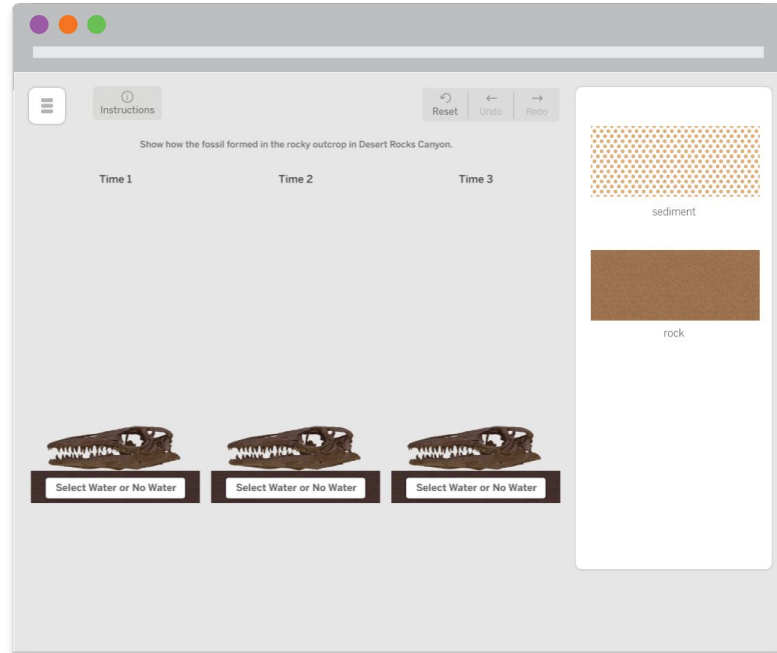 Instructions
Reset
Undo
Redo
Show how the fossil formed in the rocky outcrop in Desert Rocks Canyon.
Time 1
Time 2
Time 3
sediment
rock
Select Water or No Water
Select Water or No Water
Select Water or No Water